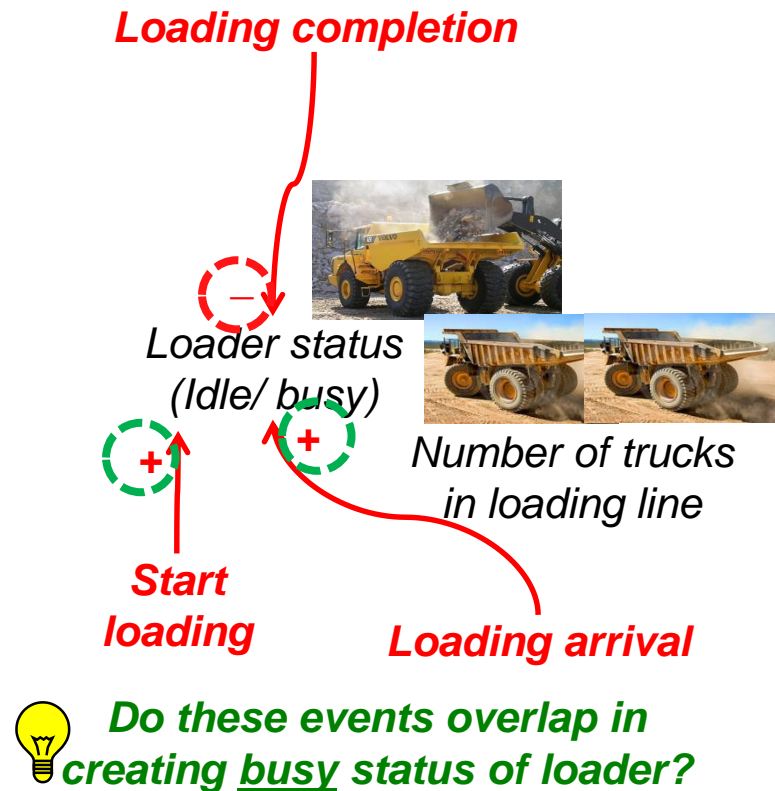 Loading completion
–
VOLVO
Loader status
(Idle/ busy)
+
+
Number of trucks
in loading line
Start
loading
Loading arrival
Do these events overlap in
creating busy status of loader?